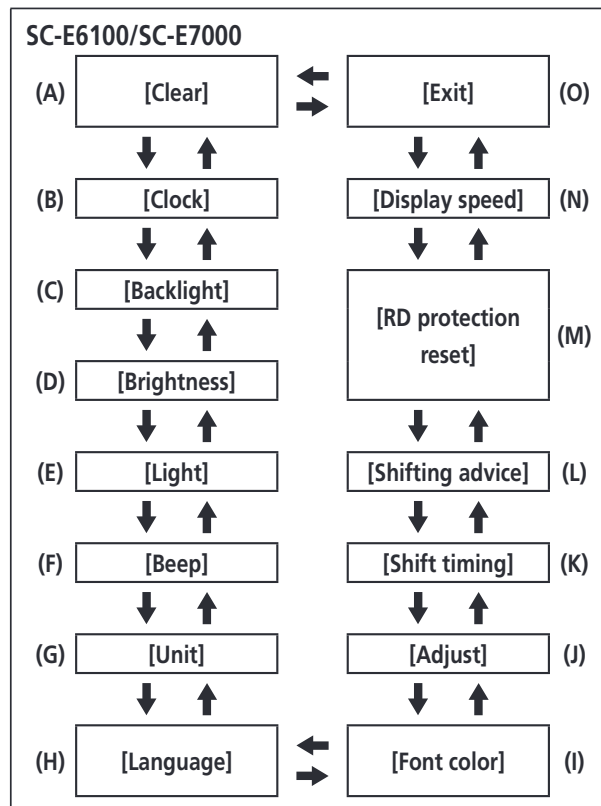 SC-E6100/SC-E7000
(A) [Clear] [Exit] (O)
(B) [Clock] [Display speed] (N)
(C) [Backlight]
[RD protection
reset] (M)
(D) [Brightness]
(E) [Light] [Shifting advice] (L)
(F) [Beep] [Shift timing] (K)
(G) [Unit] [Adjust] (J)
(H) [Language] [Font color] (I)